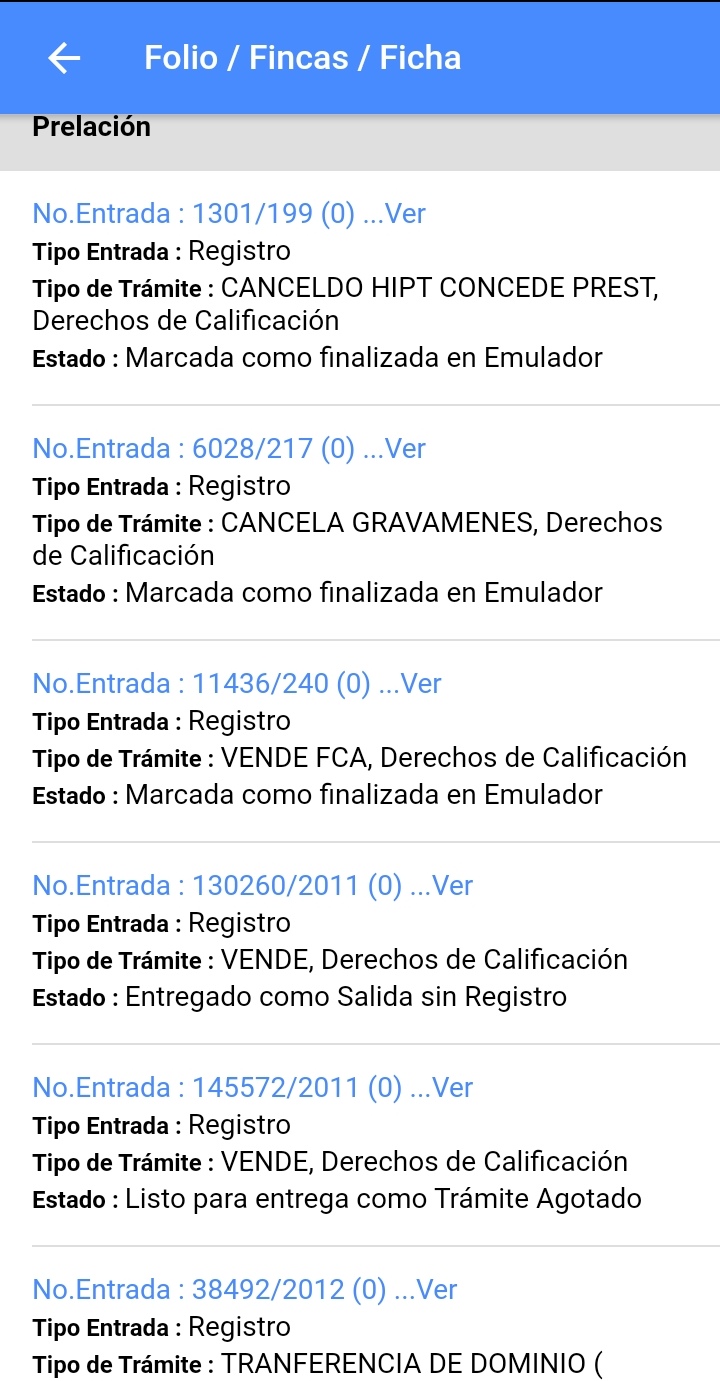 Folio / Fincas / Ficha
Prelación
No.Entrada : 1301/199 (0) ...Ver
Tipo Entrada : Registro
Tipo de Trámite : CANCELDO HIPT CONCEDE PREST,
Derechos de Calificación
Estado : Marcada como finalizada en Emulador
No.Entrada : 6028/217 (0) ...Ver
Tipo Entrada : Registro
Tipo de Trámite : CANCELA GRAVAMENES, Derechos
de Calificación
Estado : Marcada como finalizada en Emulador
No.Entrada : 11436/240 (0) ...Ver
Tipo Entrada : Registro
Tipo de Trámite : VENDE FCA, Derechos de Calificación
Estado : Marcada como finalizada en Emulador
No.Entrada : 130260/2011 (0) ...Ver
Tipo Entrada : Registro
Tipo de Trámite : VENDE, Derechos de Calificación
Estado : Entregado como Salida sin Registro
No.Entrada : 145572/2011 (0) ...Ver
Tipo Entrada : Registro
Tipo de Trámite : VENDE, Derechos de Calificación
Estado : Listo para entrega como Trámite Agotado
No.Entrada : 38492/2012 (0) ...Ver
Tipo Entrada : Registro
Tipo de Trámite : TRANFERENCIA DE DOMINIO (